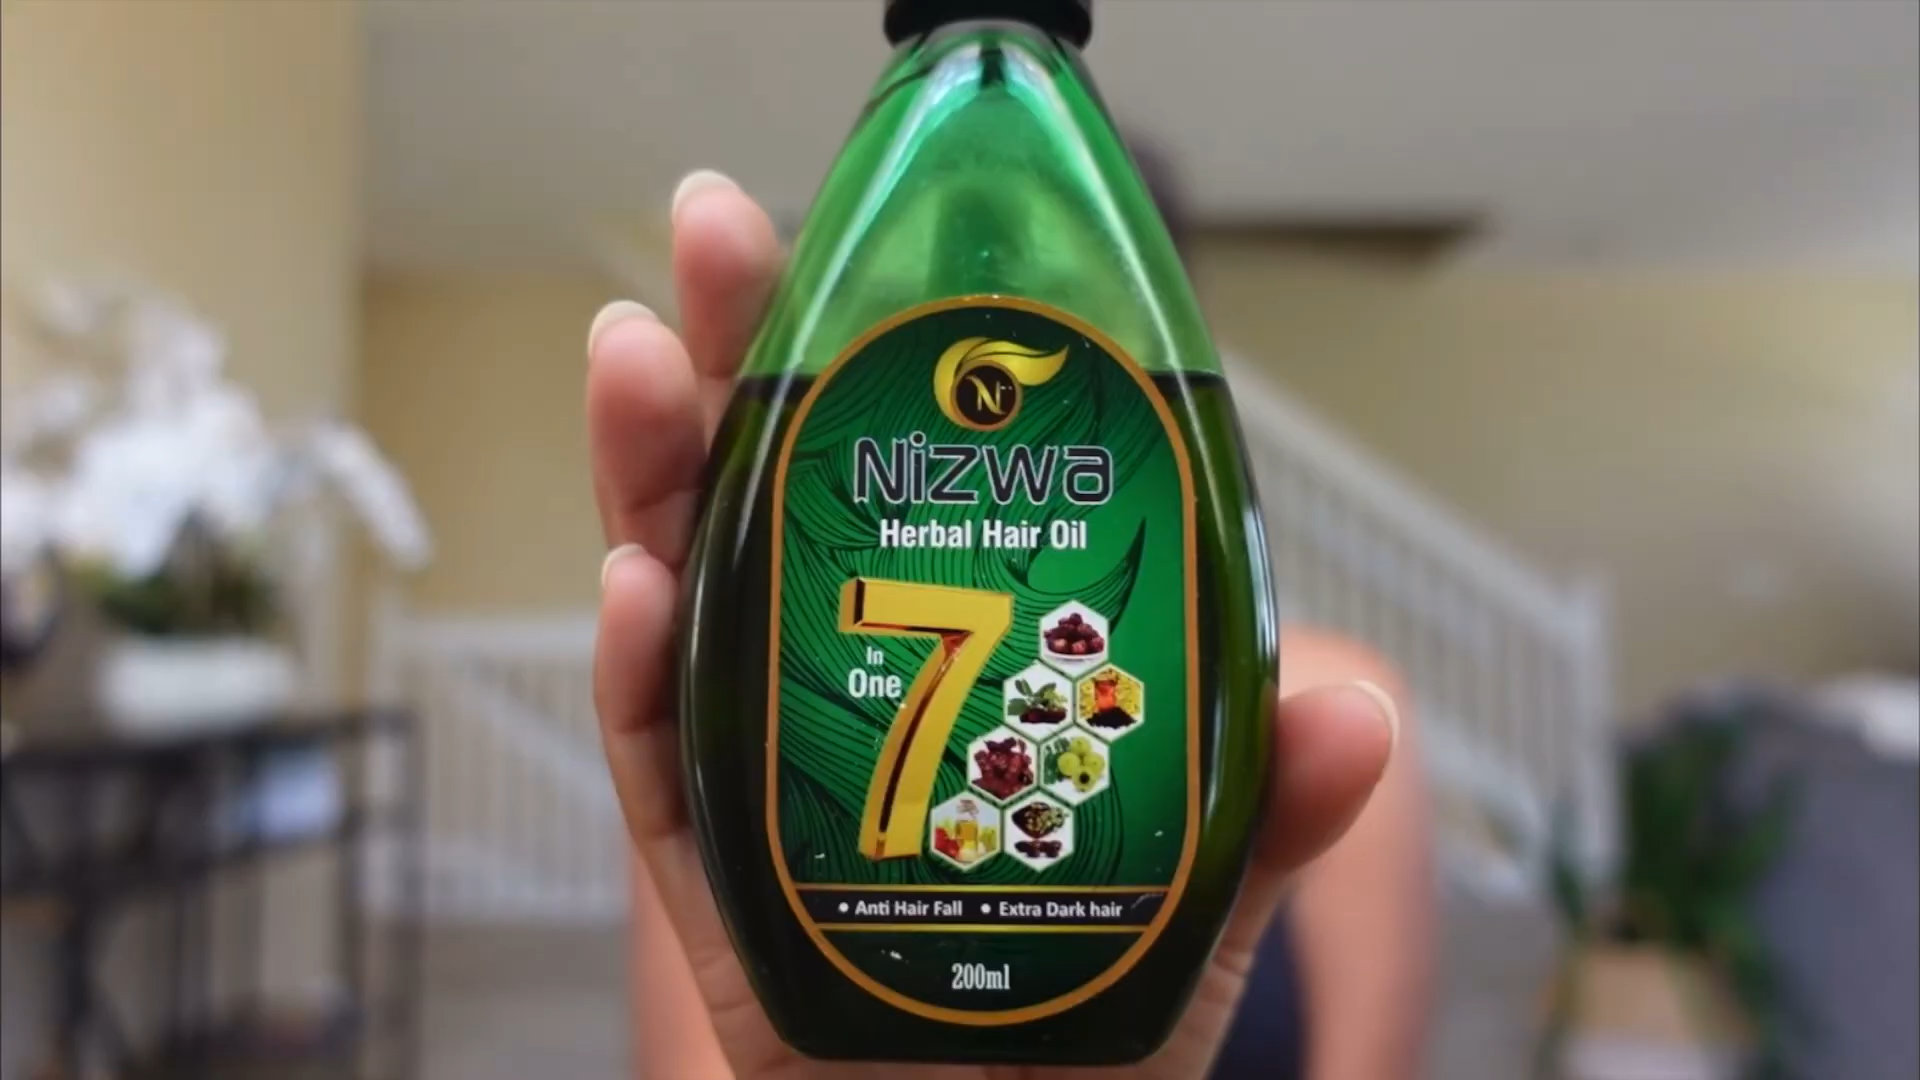 N
Nizwa
Herbal Hair Oil
7
In
One
• Anti Hair Fall • Extra Dark hair
200ml